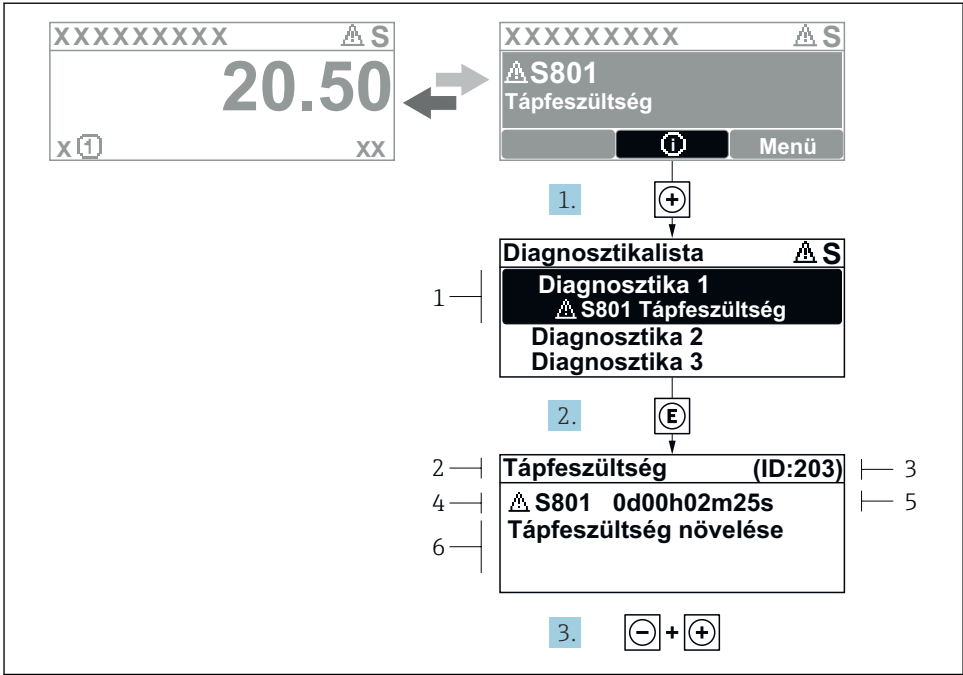 XXXXXXXXX ⚠ S
20.50
X ① XX
XXXXXXXXX ⚠ S
⚠ S801
Tápfeszültség
ⓘ Menü
1. +
Diagnosztikalista ⚠ S
1
Diagnosztika 1
⚠ S801 Tápfeszültség
Diagnosztika 2
Diagnosztika 3
2. E
2 Tápfeszültség (ID:203) 3
4 ⚠ S801 0d00h02m25s 5
Tápfeszültség növelése
6
3. − + +